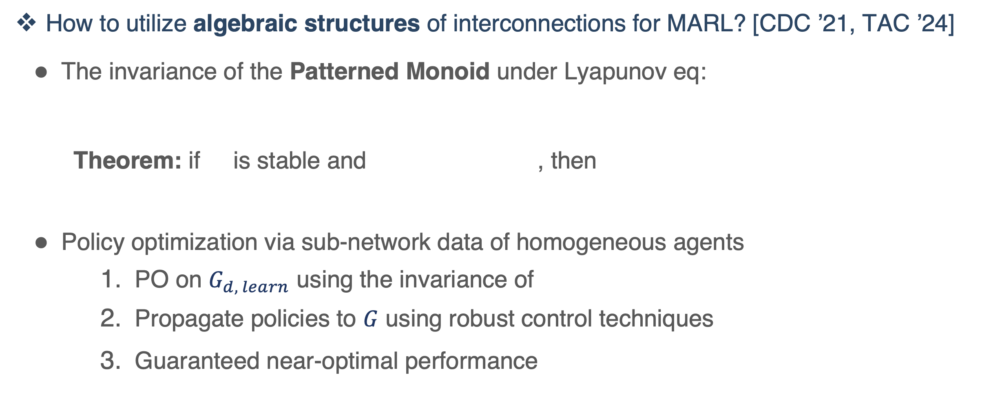 ❖ How to utilize algebraic structures of interconnections for MARL? [CDC ’21, TAC ’24]
● The invariance of the Patterned Monoid under Lyapunov eq:
Theorem: if is stable and , then
● Policy optimization via sub-network data of homogeneous agents
1. PO on G_{d, learn} using the invariance of
2. Propagate policies to G using robust control techniques
3. Guaranteed near-optimal performance